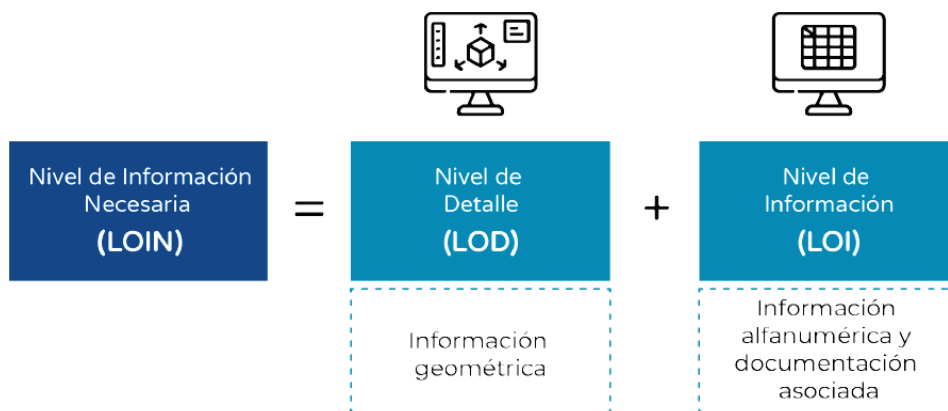 Nivel de Información
Necesaria
(LOIN)
=
Nivel de
Detalle
(LOD)
+
Nivel de
Información
(LOI)
Información
geométrica
Información
alfanumérica y
documentación
asociada